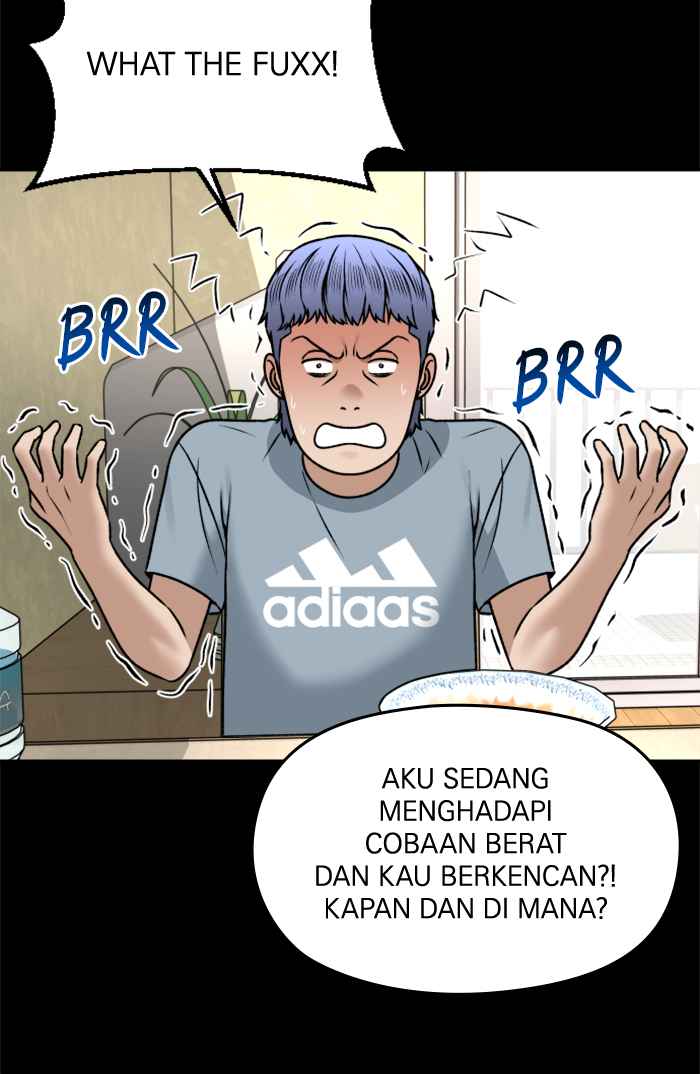 WHAT THE FUXX!
BRR
BRR
adiaas
AKU SEDANG
MENGHADAPI
COBAAN BERAT
DAN KAU BERKENCAN?!
KAPAN DAN DI MANA?